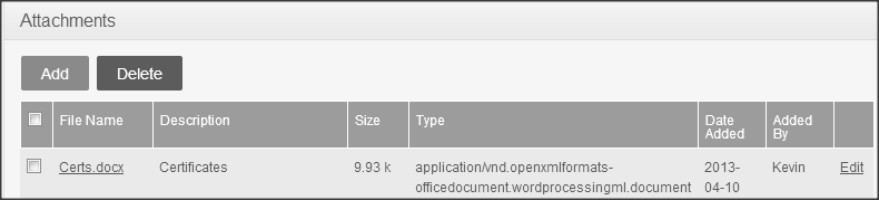 Attachments
Add Delete
File Name Description Size Type Date Added Added By
Certs.docx Certificates 9.93 k application/vnd.openxmlformats-officedocument.wordprocessingml.document 2013-04-10 Kevin Edit